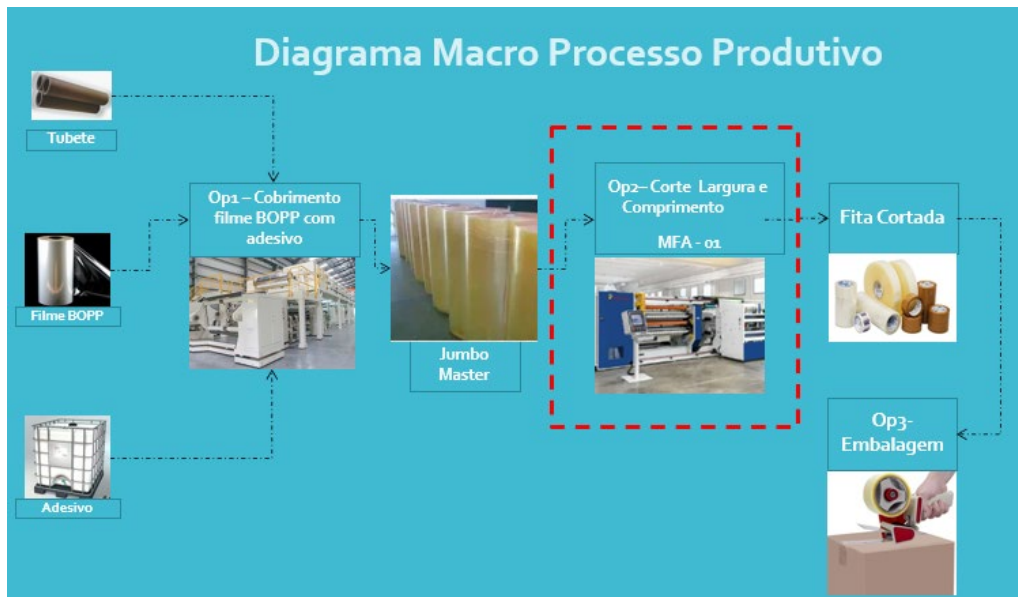 Diagrama Macro Processo Produtivo
Tubete
Op1 – Cobrimento
filme BOPP com
adesivo
Filme BOPP
Adesivo
Jumbo
Master
Op2– Corte Largura e
Comprimento
MFA - 01
Fita Cortada
Op3-
Embalagem